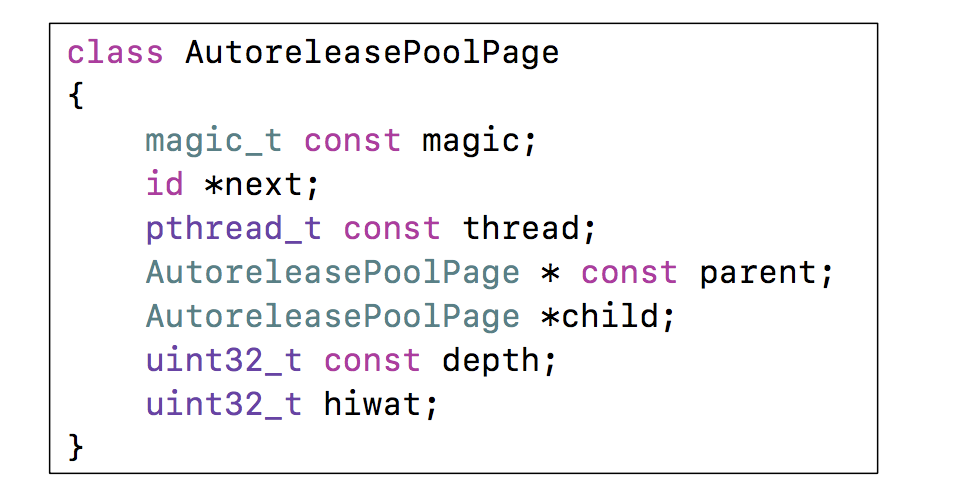 class AutoreleasePoolPage
{
    magic_t const magic;
    id *next;
    pthread_t const thread;
    AutoreleasePoolPage * const parent;
    AutoreleasePoolPage *child;
    uint32_t const depth;
    uint32_t hiwat;
}